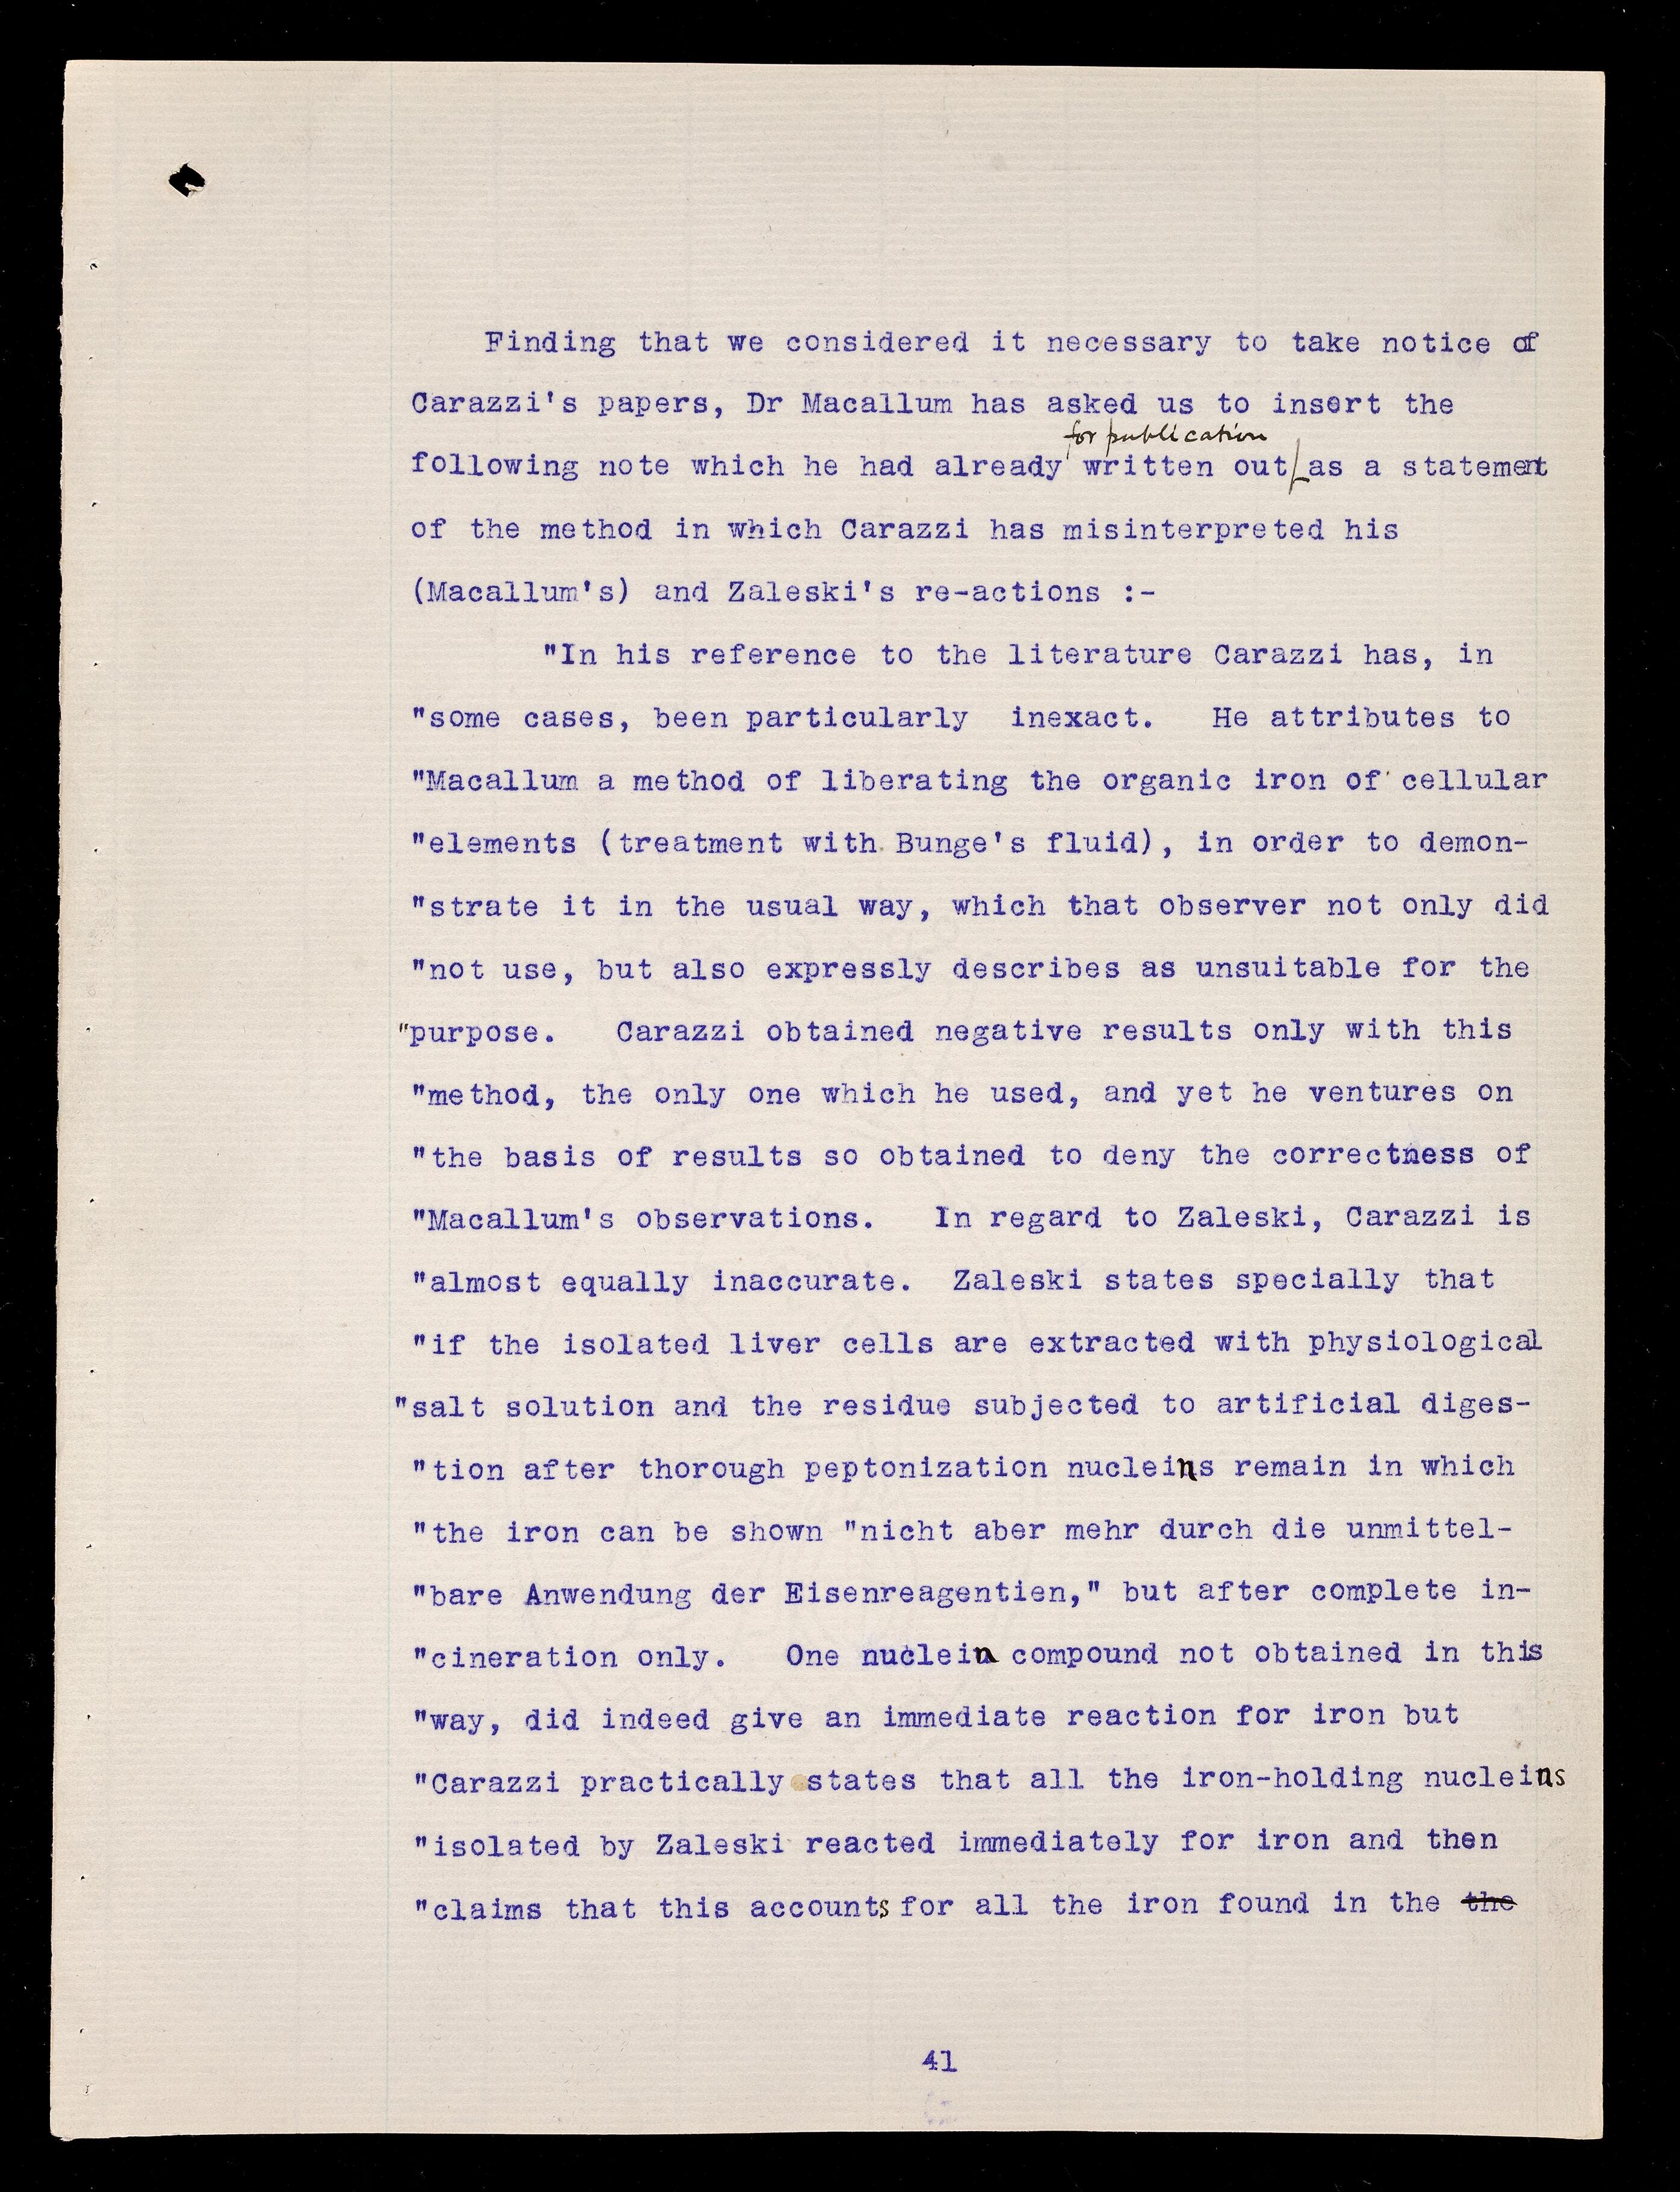 Finding that we considered it necessary to take notice of
Carazzi's papers, Dr Macallum has asked us to insert the
for publication
following note which he had already written out as a statement
of the method in which Carazzi has misinterpreted his
(Macallum's) and Zaleski's re-actions :-
"In his reference to the literature Carazzi has, in
"some cases, been particularly inexact. He attributes to
"Macallum a method of liberating the organic iron of cellular
"elements (treatment with Bunge's fluid), in order to demon-
"strate it in the usual way, which that observer not only did
"not use, but also expressly describes as unsuitable for the
"purpose. Carazzi obtained negative results only with this
"method, the only one which he used, and yet he ventures on
"the basis of results so obtained to deny the correctness of
"Macallum's observations. In regard to Zaleski, Carazzi is
"almost equally inaccurate. Zaleski states specially that
"if the isolated liver cells are extracted with physiological
"salt solution and the residue subjected to artificial diges-
"tion after thorough peptonization nucleins remain in which
"the iron can be shown "nicht aber mehr durch die unmittel-
"bare Anwendung der Eisenreagentien," but after complete in-
"cineration only. One nuclein compound not obtained in this
"way, did indeed give an immediate reaction for iron but
"Carazzi practically states that all the iron-holding nucleins
"isolated by Zaleski reacted immediately for iron and then
"claims that this accounts for all the iron found in the the
41